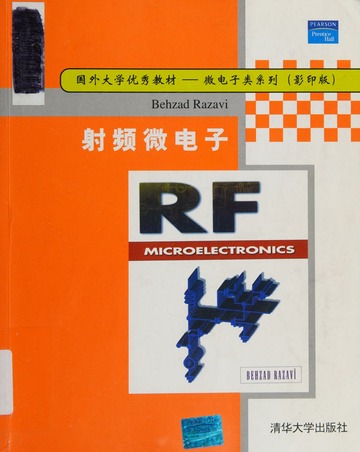 PEARSON
Prentice
Hall
国外大学优秀教材 — 微电子类系列（影印版）
Behzad Razavi
射频微电子
RF
MICROELECTRONICS
BEHZAD RAZAVI
清华大学出版社